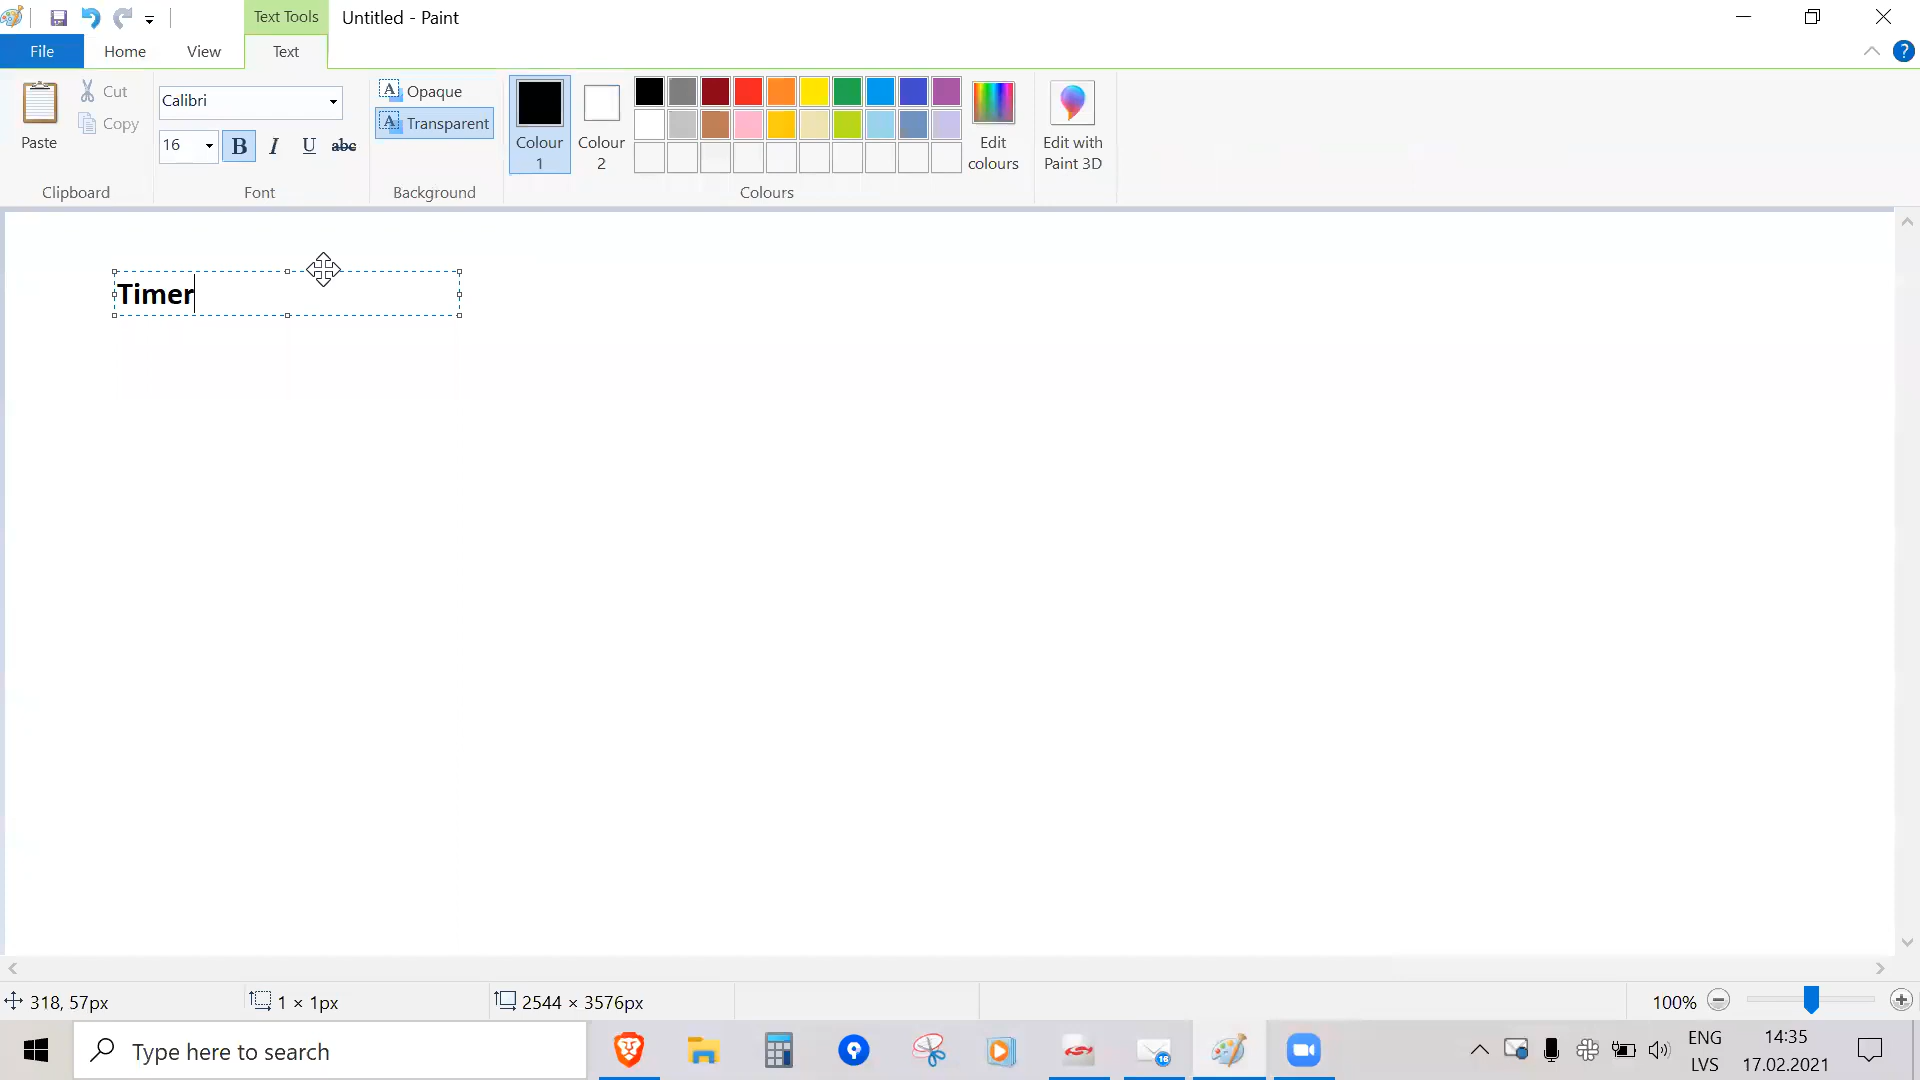 Text Tools
Untitled - Paint
File
Home
View
Text
Paste
Cut
Copy
Clipboard
Calibri
16
B
I
U
abc
Font
A Opaque
A Transparent
Background
Colour 1
Colour 2
Edit colours
Colours
Edit with Paint 3D
?
Timer
318, 57px
1 × 1px
2544 × 3576px
100%
Type here to search
16
ENG
LVS
14:35
17.02.2021